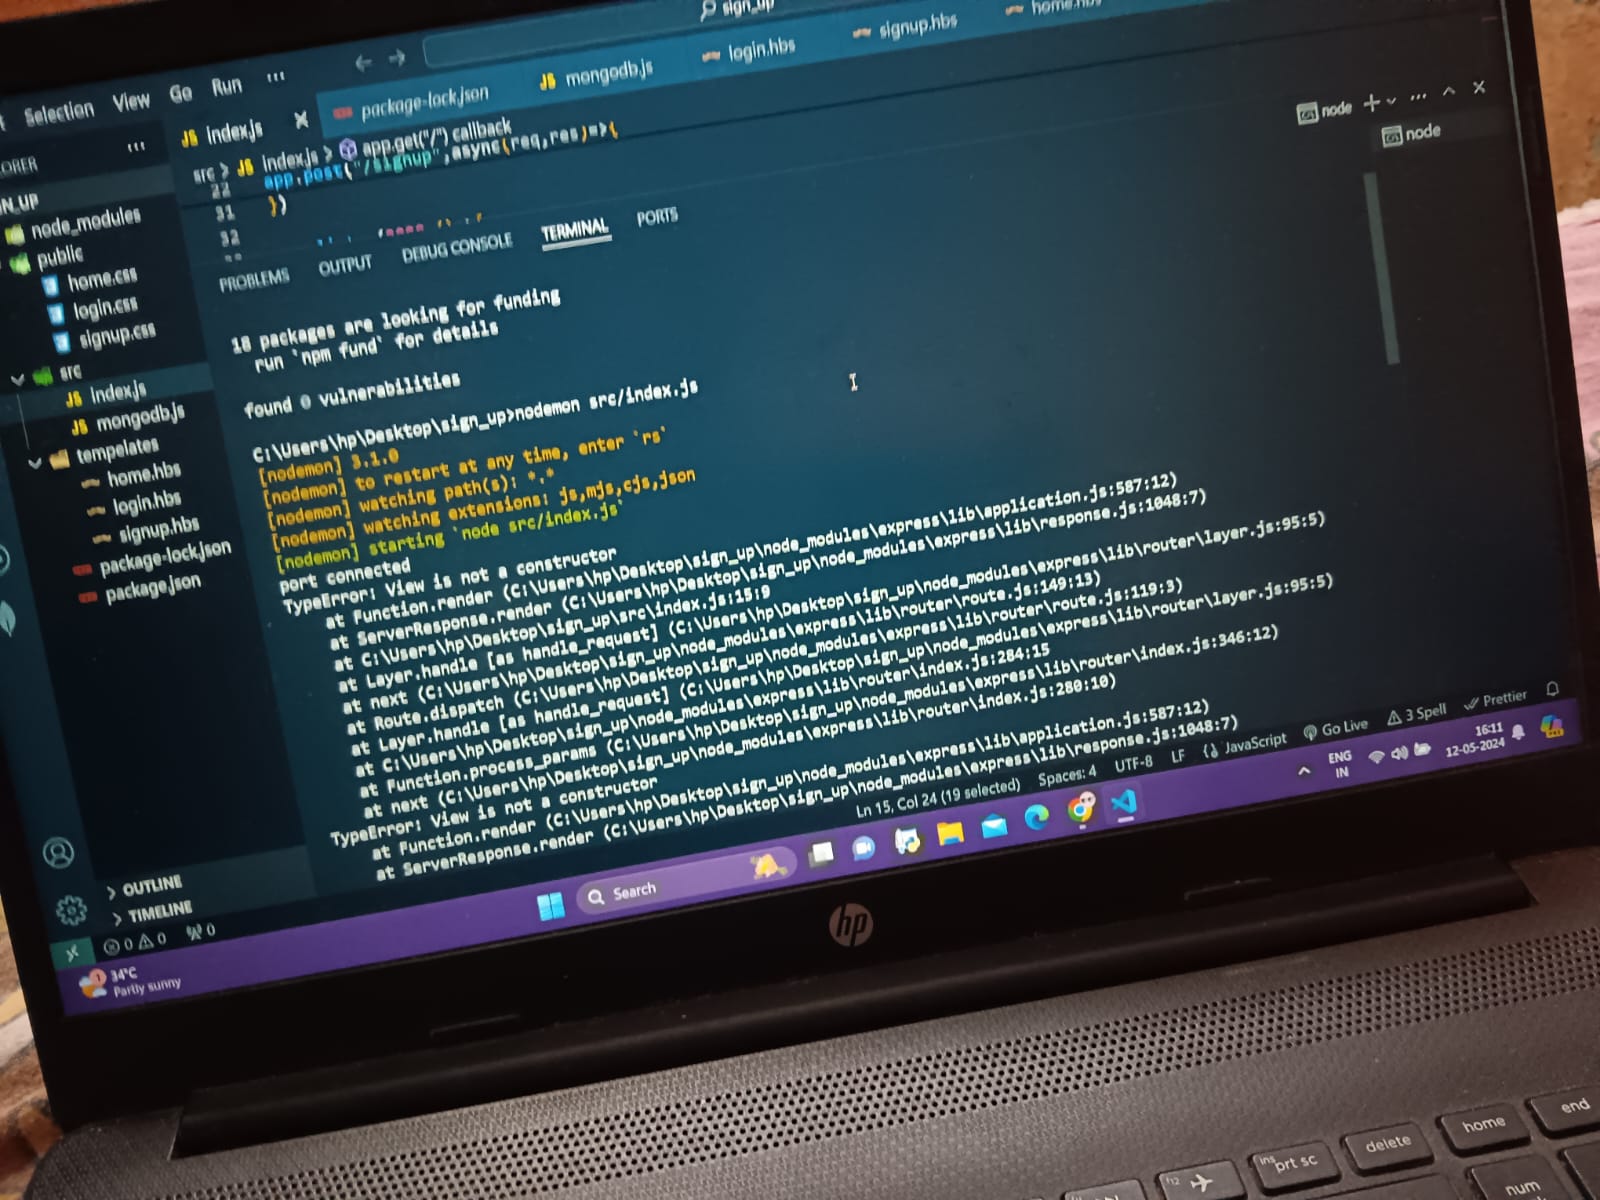 sign_up
Selection View Go Run ···
JS index.js
package-lock.json
JS mongodb.js
login.hbs
signup.hbs
home.hbs
src > JS index.js > app.get("/") callback
22 app.post("/signup",async(req,res)=>{
31 })
32
PROBLEMS OUTPUT DEBUG CONSOLE TERMINAL PORTS
node
node
N_UP
node_modules
public
home.css
login.css
signup.css
src
JS index.js
JS mongodb.js
tempelates
home.hbs
login.hbs
signup.hbs
package-lock.json
package.json
OUTLINE
TIMELINE
18 packages are looking for funding
run `npm fund` for details
found 0 vulnerabilities
C:\Users\hp\Desktop\sign_up>nodemon src/index.js
[nodemon] 3.1.0
[nodemon] to restart at any time, enter `rs`
[nodemon] watching path(s): *.*
[nodemon] watching extensions: js,mjs,cjs,json
[nodemon] starting `node src/index.js`
port connected
TypeError: View is not a constructor
at Function.render (C:\Users\hp\Desktop\sign_up\node_modules\express\lib\application.js:587:12)
at ServerResponse.render (C:\Users\hp\Desktop\sign_up\node_modules\express\lib\response.js:1048:7)
at C:\Users\hp\Desktop\sign_up\src\index.js:15:9
at Layer.handle [as handle_request] (C:\Users\hp\Desktop\sign_up\node_modules\express\lib\router\layer.js:95:5)
at next (C:\Users\hp\Desktop\sign_up\node_modules\express\lib\router\route.js:149:13)
at Route.dispatch (C:\Users\hp\Desktop\sign_up\node_modules\express\lib\router\route.js:119:3)
at Layer.handle [as handle_request] (C:\Users\hp\Desktop\sign_up\node_modules\express\lib\router\layer.js:95:5)
at C:\Users\hp\Desktop\sign_up\node_modules\express\lib\router\index.js:284:15
at Function.process_params (C:\Users\hp\Desktop\sign_up\node_modules\express\lib\router\index.js:346:12)
at next (C:\Users\hp\Desktop\sign_up\node_modules\express\lib\router\index.js:280:10)
TypeError: View is not a constructor
at Function.render (C:\Users\hp\Desktop\sign_up\node_modules\express\lib\application.js:587:12)
at ServerResponse.render (C:\Users\hp\Desktop\sign_up\node_modules\express\lib\response.js:1048:7)
0 0 0
Ln 15, Col 24 (19 selected) Spaces: 4 UTF-8 LF JavaScript Go Live 3 Spell Prettier
34°C
Partly sunny
Search
ENG
IN
16:11
12-05-2024
hp
ins
prt sc
delete
home
end
num